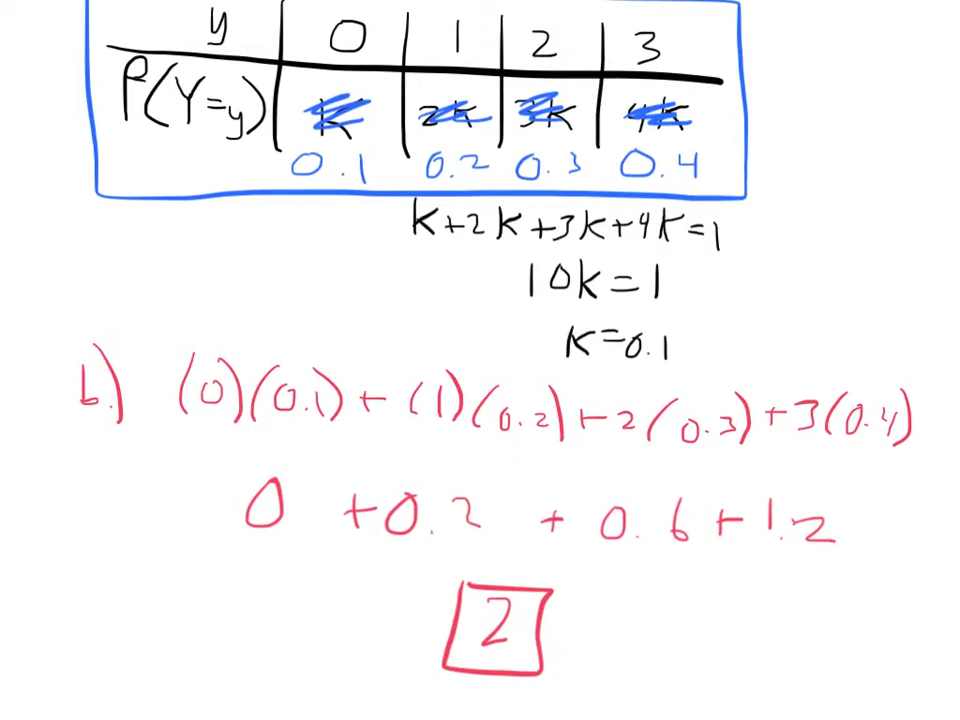 y 0 1 2 3
P(Y=y) K 2K 3K 4K
0.1 0.2 0.3 0.4
K+2K+3K+4K=1
10K=1
K=0.1
b.) (0)(0.1)+(1)(0.2)+2(0.3)+3(0.4)
0 +0.2 + 0.6+1.2
2